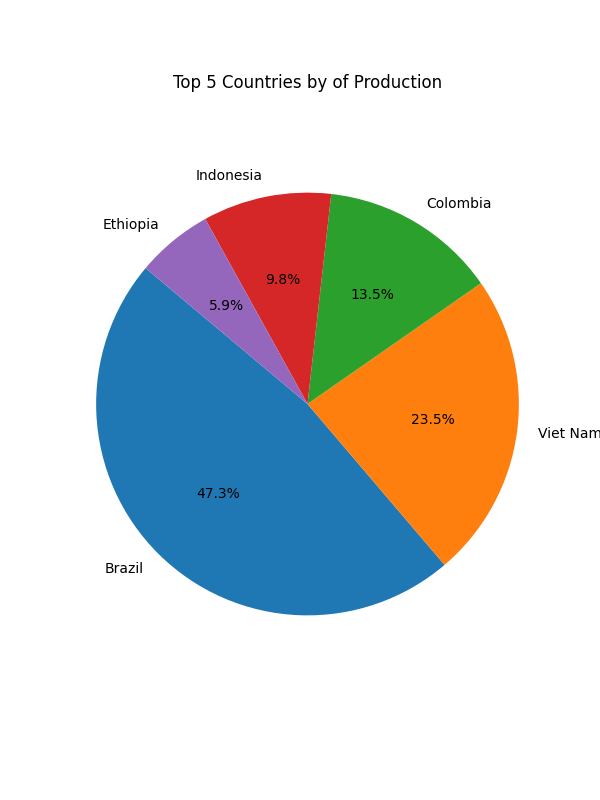 Top 5 Countries by of Production
Indonesia
Colombia
Ethiopia
9.8%
13.5%
5.9%
23.5%
Viet Nam
47.3%
Brazil